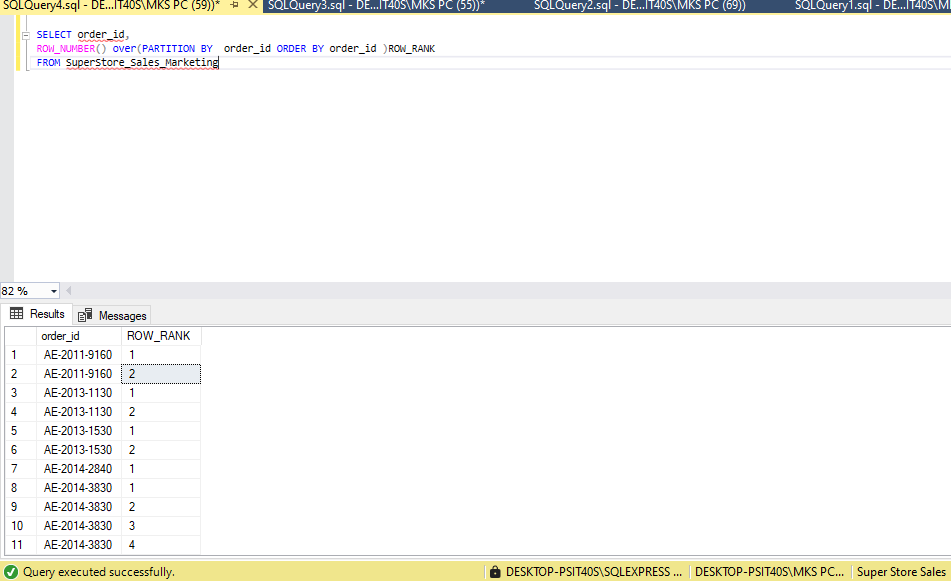 SQLQuery4.sql - DE...IT40S\MKS PC (59))* SQLQuery3.sql - DE...IT40S\MKS PC (55))* SQLQuery2.sql - DE...IT40S\MKS PC (69)) SQLQuery1.sql - DE...IT40S\M
SELECT order_id,
ROW_NUMBER() over(PARTITION BY  order_id ORDER BY order_id )ROW_RANK
FROM SuperStore_Sales_Marketing
82 %
Results Messages
order_id ROW_RANK
1 AE-2011-9160 1
2 AE-2011-9160 2
3 AE-2013-1130 1
4 AE-2013-1130 2
5 AE-2013-1530 1
6 AE-2013-1530 2
7 AE-2014-2840 1
8 AE-2014-3830 1
9 AE-2014-3830 2
10 AE-2014-3830 3
11 AE-2014-3830 4
Query executed successfully. DESKTOP-PSIT40S\SQLEXPRESS ... DESKTOP-PSIT40S\MKS PC... Super Store Sales